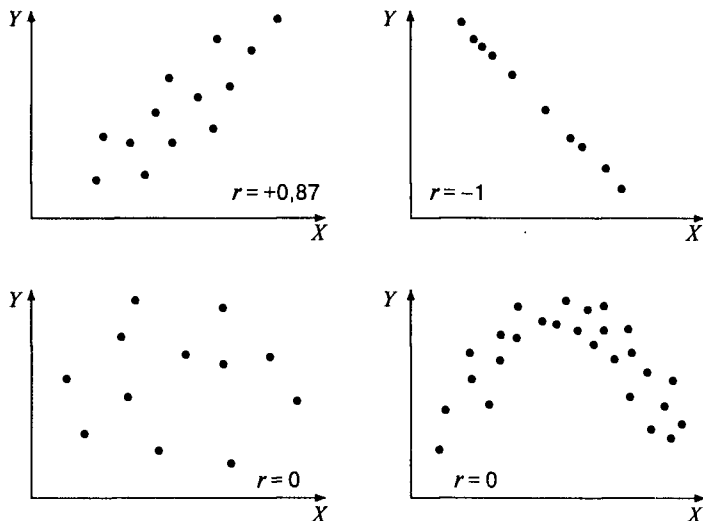 Y
r = +0,87
X
Y
r = −1
X
Y
r = 0
X
Y
r = 0
X